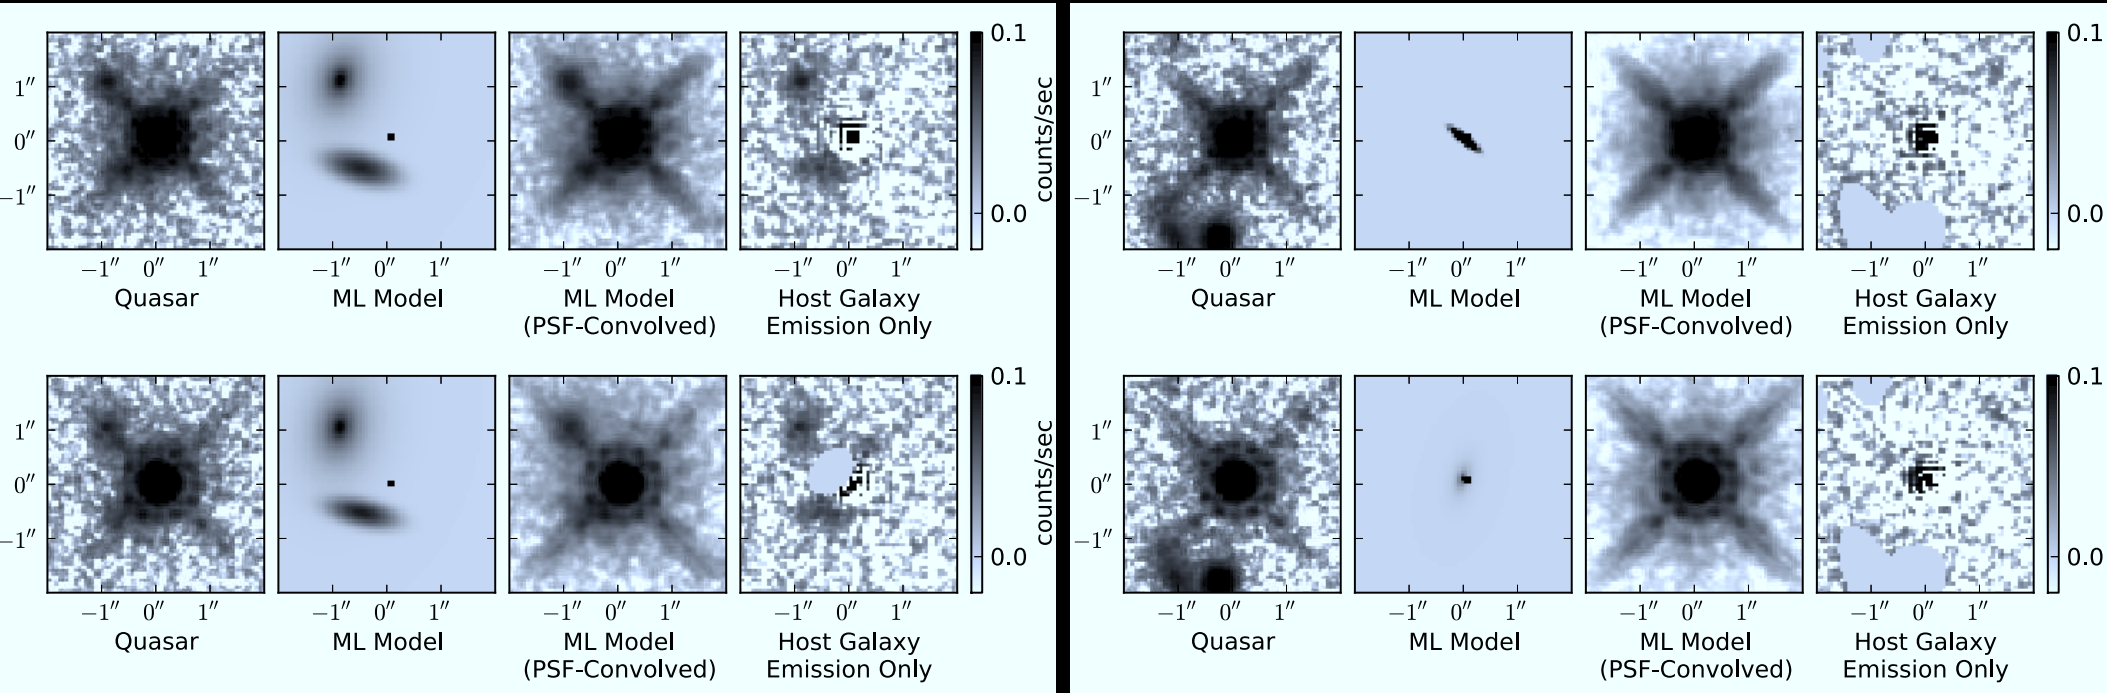 0.1
0.0
counts/sec
1″
0″
−1″
−1″ 0″ 1″
−1″ 0″ 1″
−1″ 0″ 1″
−1″ 0″ 1″
Quasar
ML Model
ML Model
(PSF-Convolved)
Host Galaxy
Emission Only
0.1
0.0
1″
0″
−1″
−1″ 0″ 1″
−1″ 0″ 1″
−1″ 0″ 1″
−1″ 0″ 1″
Quasar
ML Model
ML Model
(PSF-Convolved)
Host Galaxy
Emission Only
0.1
0.0
counts/sec
1″
0″
−1″
−1″ 0″ 1″
−1″ 0″ 1″
−1″ 0″ 1″
−1″ 0″ 1″
Quasar
ML Model
ML Model
(PSF-Convolved)
Host Galaxy
Emission Only
0.1
0.0
1″
0″
−1″
−1″ 0″ 1″
−1″ 0″ 1″
−1″ 0″ 1″
−1″ 0″ 1″
Quasar
ML Model
ML Model
(PSF-Convolved)
Host Galaxy
Emission Only